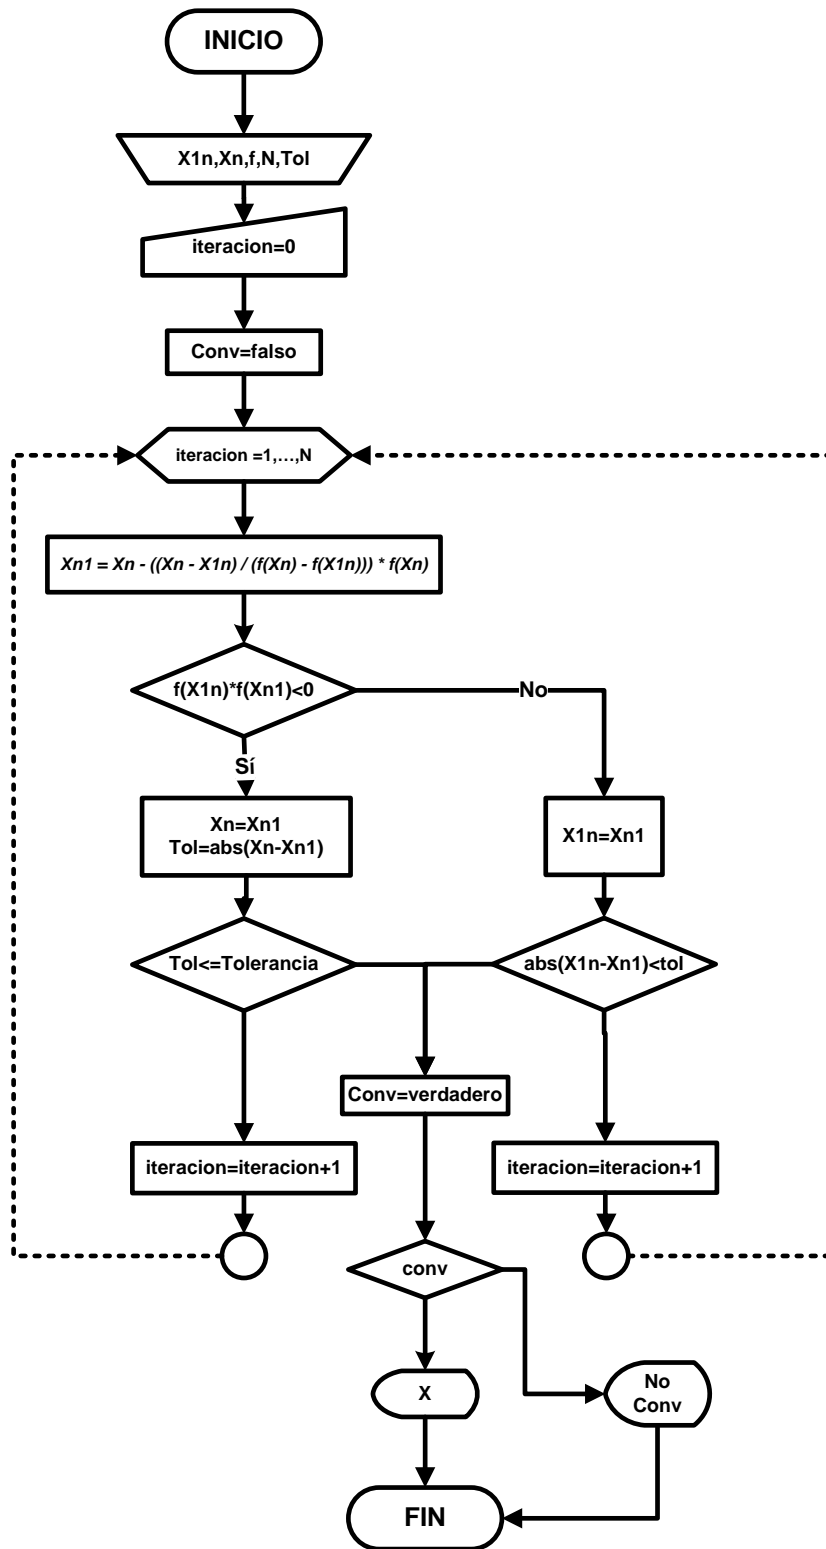 INICIO
X1n,Xn,f,N,Tol
iteracion=0
Conv=falso
iteracion =1,...,N
Xn1 = Xn - ((Xn - X1n) / (f(Xn) - f(X1n))) * f(Xn)
f(X1n)*f(Xn1)<0
No
Sí
Xn=Xn1
Tol=abs(Xn-Xn1)
X1n=Xn1
Tol<=Tolerancia
abs(X1n-Xn1)<tol
Conv=verdadero
iteracion=iteracion+1
iteracion=iteracion+1
conv
X
No
Conv
FIN